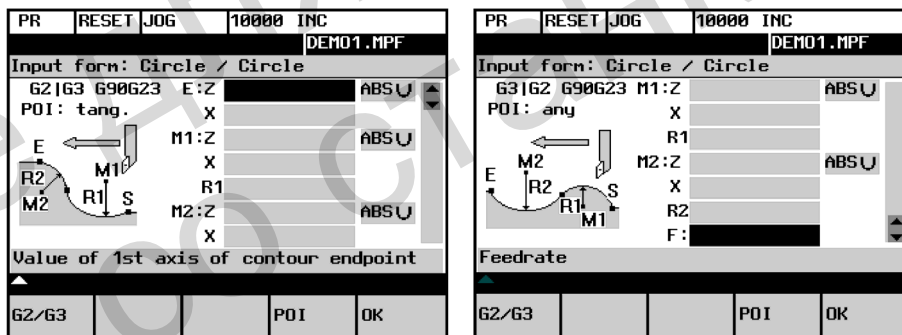 PR RESET JOG 10000 INC
DEMO1.MPF
Input form: Circle / Circle
G2|G3 G90G23 E:Z ABS
POI: tang. X
M1:Z ABS
X
R1
M2:Z ABS
X
E
M1
R2
R1
S
M2
Value of 1st axis of contour endpoint
G2/G3 POI OK
PR RESET JOG 10000 INC
DEMO1.MPF
Input form: Circle / Circle
G3|G2 G90G23 M1:Z ABS
POI: any X
R1
M2:Z ABS
X
R2
F:
M2
E
R2
S
R1
M1
Feedrate
G2/G3 POI OK
со стан